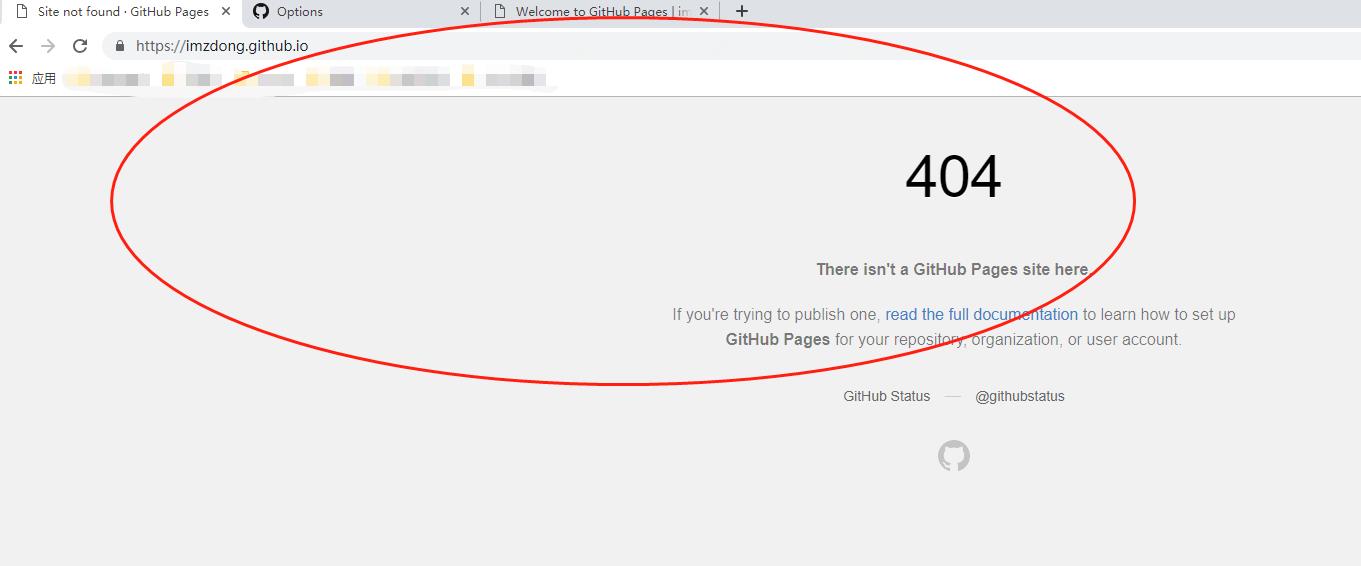 Site not found · GitHub Pages
Options
Welcome to GitHub Pages |
https://imzdong.github.io
应用
404
There isn't a GitHub Pages site here.
If you're trying to publish one, read the full documentation to learn how to set up
GitHub Pages for your repository, organization, or user account.
GitHub Status — @githubstatus